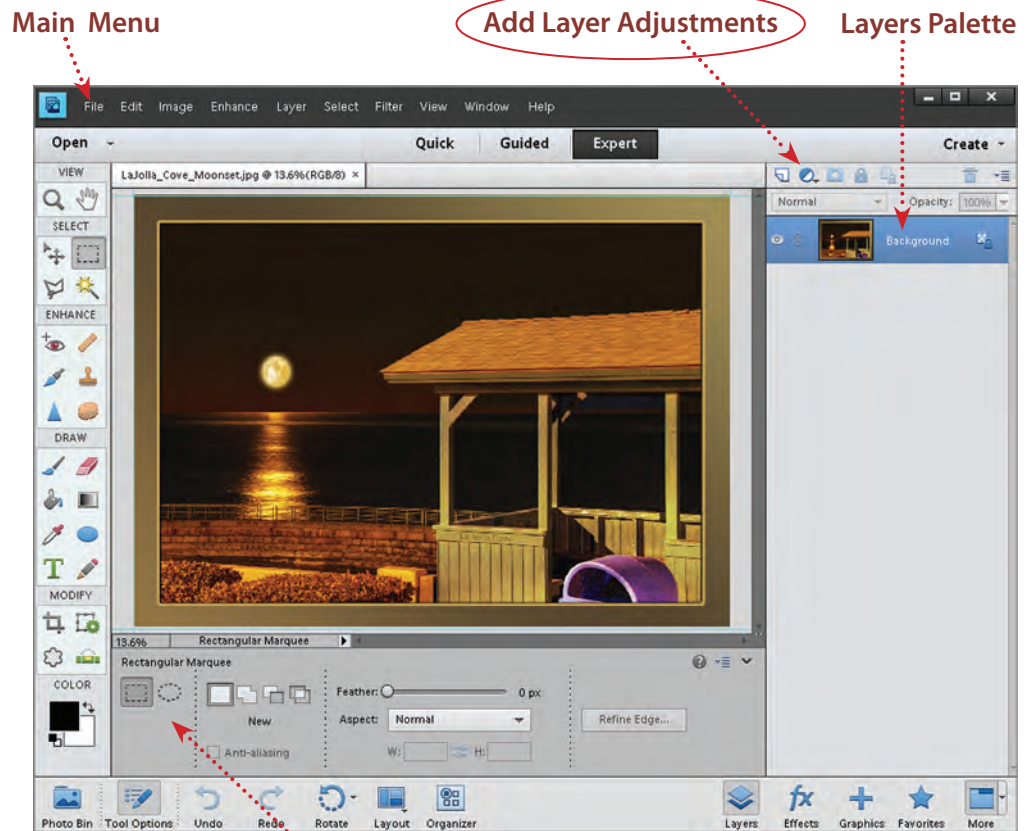 Main Menu
Add Layer Adjustments
Layers Palette
File Edit Image Enhance Layer Select Filter View Window Help
Open Quick Guided Expert Create
VIEW
LaJolla_Cove_Moonset.jpg @ 13.6%(RGB/8) ×
Normal Opacity: 100%
SELECT
Background
ENHANCE
DRAW
T
MODIFY
13.6% Rectangular Marquee
Rectangular Marquee
COLOR
Feather: 0 px
New
Aspect: Normal
Refine Edge...
Anti-aliasing
W: H:
fx
Photo Bin Tool Options Undo Redo Rotate Layout Organizer Layers Effects Graphics Favorites More